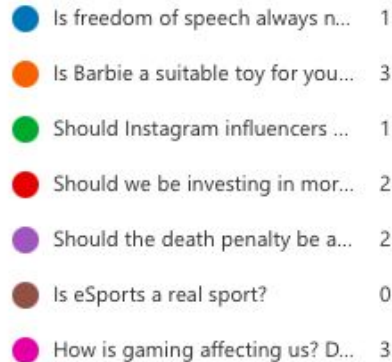 Is freedom of speech always n... 1
Is Barbie a suitable toy for you... 3
Should Instagram influencers ... 1
Should we be investing in mor... 2
Should the death penalty be a... 2
Is eSports a real sport? 0
How is gaming affecting us? D... 3